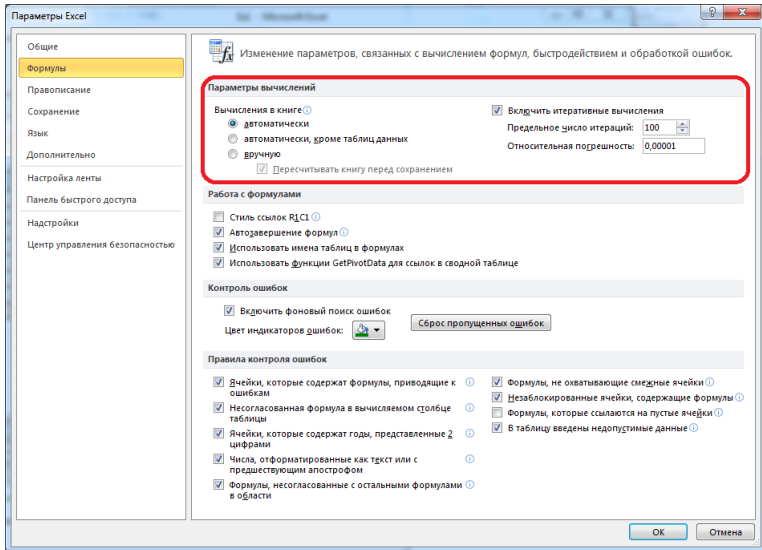 Параметры Excel
Общие
Формулы
Правописание
Сохранение
Язык
Дополнительно
Настройка ленты
Панель быстрого доступа
Надстройки
Центр управления безопасностью
Изменение параметров, связанных с вычислением формул, быстродействием и обработкой ошибок.
Параметры вычислений
Вычисления в книге
автоматически
автоматически, кроме таблиц данных
вручную
Пересчитывать книгу перед сохранением
Включить итеративные вычисления
Предельное число итераций: 100
Относительная погрешность: 0,00001
Работа с формулами
Стиль ссылок R1C1
Автозавершение формул
Использовать имена таблиц в формулах
Использовать функции GetPivotData для ссылок в сводной таблице
Контроль ошибок
Включить фоновый поиск ошибок
Цвет индикаторов ошибок:
Сброс пропущенных ошибок
Правила контроля ошибок
Ячейки, которые содержат формулы, приводящие к
ошибкам
Несогласованная формула в вычисляемом столбце
таблицы
Ячейки, которые содержат годы, представленные 2
цифрами
Числа, отформатированные как текст или с
предшествующим апострофом
Формулы, несогласованные с остальными формулами
в области
Формулы, не охватывающие смежные ячейки
Незаблокированные ячейки, содержащие формулы
Формулы, которые ссылаются на пустые ячейки
В таблицу введены недопустимые данные
ОК
Отмена